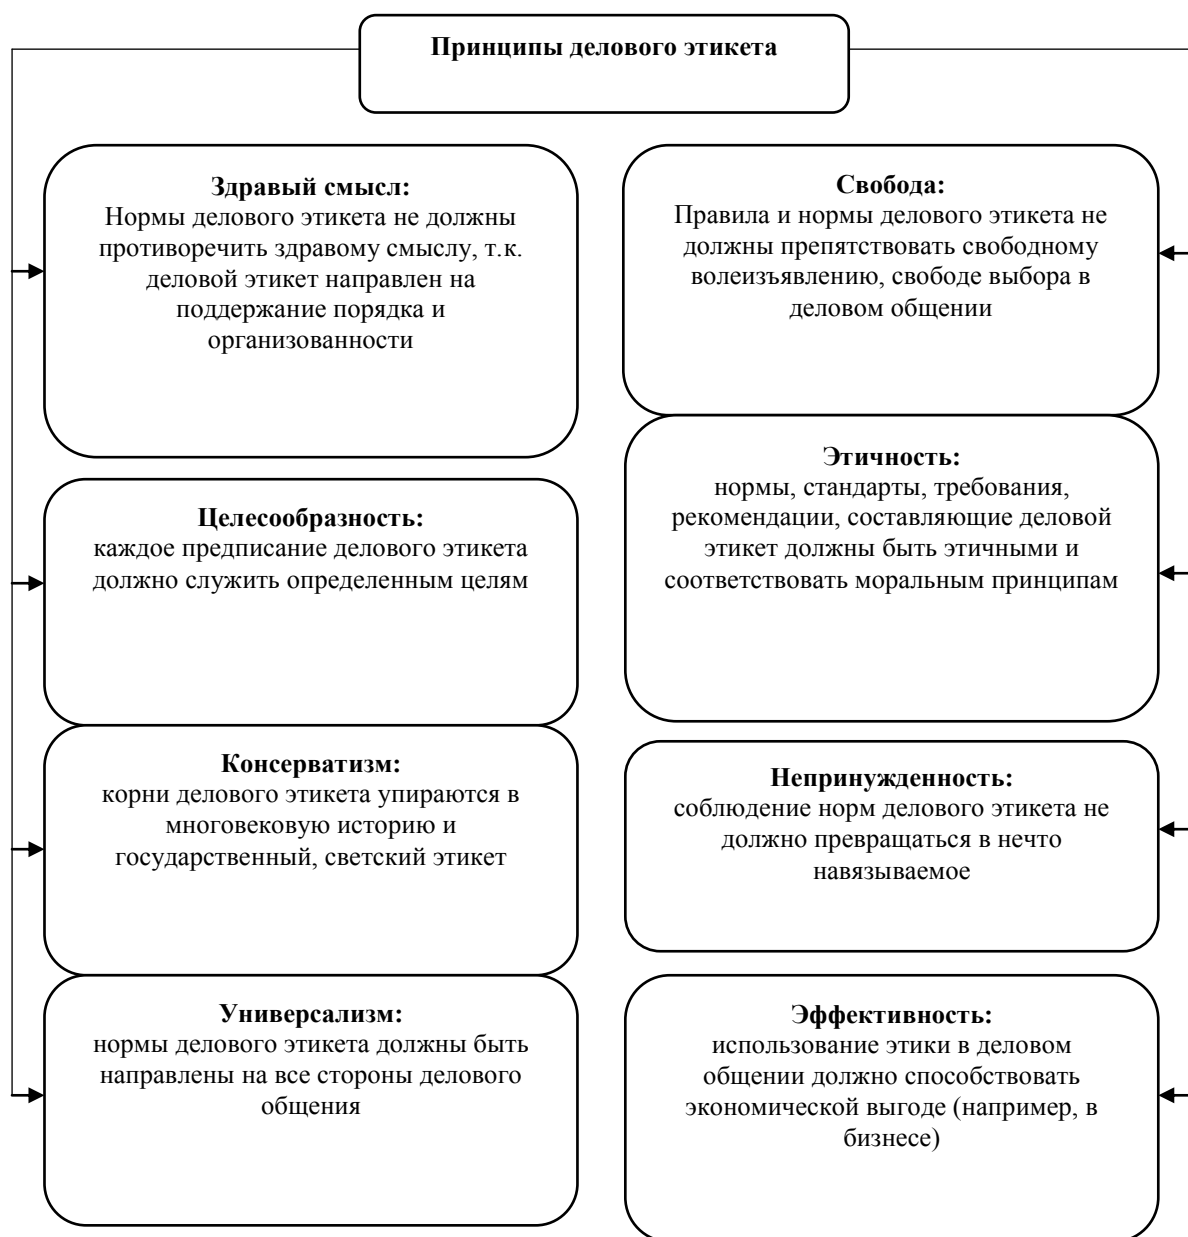 Принципы делового этикета
Здравый смысл:
Нормы делового этикета не должны
противоречить здравому смыслу, т.к.
деловой этикет направлен на
поддержание порядка и
организованности
Целесообразность:
каждое предписание делового этикета
должно служить определенным целям
Консерватизм:
корни делового этикета упираются в
многовековую историю и
государственный, светский этикет
Универсализм:
нормы делового этикета должны быть
направлены на все стороны делового
общения
Свобода:
Правила и нормы делового этикета не
должны препятствовать свободному
волеизъявлению, свободе выбора в
деловом общении
Этичность:
нормы, стандарты, требования,
рекомендации, составляющие деловой
этикет должны быть этичными и
соответствовать моральным принципам
Непринужденность:
соблюдение норм делового этикета не
должно превращаться в нечто
навязываемое
Эффективность:
использование этики в деловом
общении должно способствовать
экономической выгоде (например, в
бизнесе)